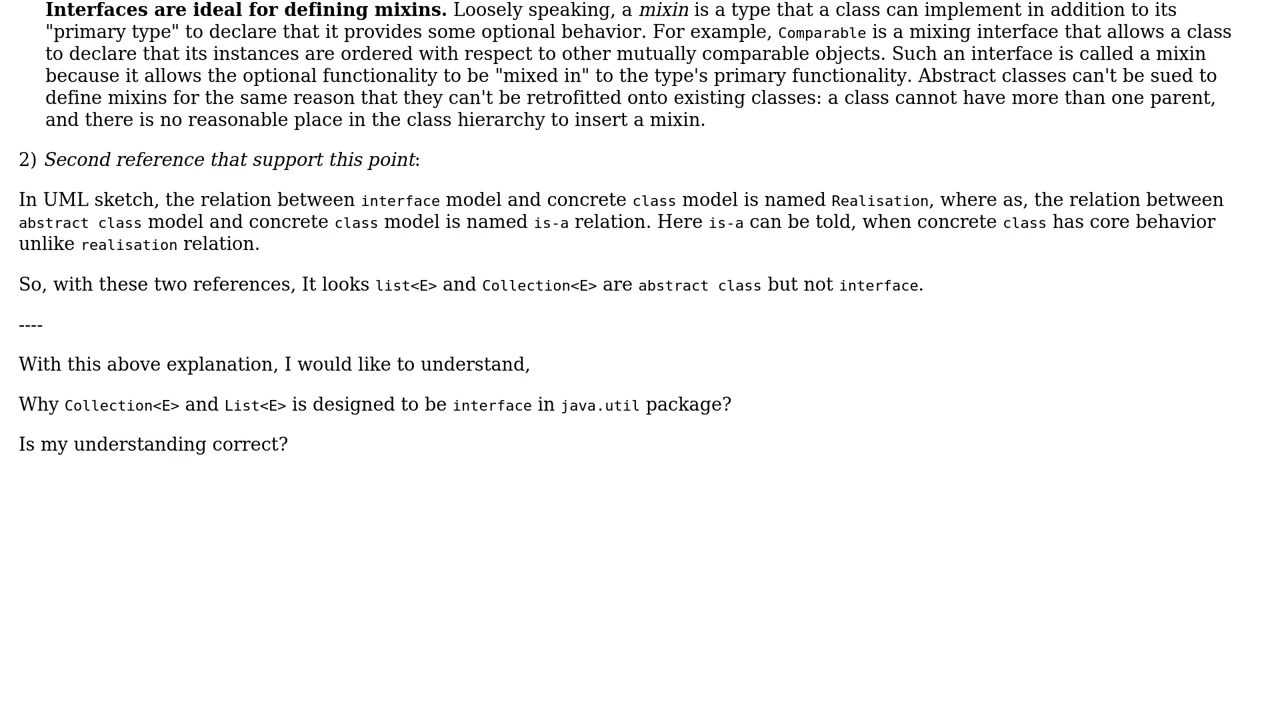 Interfaces are ideal for defining mixins. Loosely speaking, a mixin is a type that a class can implement in addition to its
"primary type" to declare that it provides some optional behavior. For example, Comparable is a mixing interface that allows a class
to declare that its instances are ordered with respect to other mutually comparable objects. Such an interface is called a mixin
because it allows the optional functionality to be "mixed in" to the type's primary functionality. Abstract classes can't be sued to
define mixins for the same reason that they can't be retrofitted onto existing classes: a class cannot have more than one parent,
and there is no reasonable place in the class hierarchy to insert a mixin.
2) Second reference that support this point:
In UML sketch, the relation between interface model and concrete class model is named Realisation, where as, the relation between
abstract class model and concrete class model is named is-a relation. Here is-a can be told, when concrete class has core behavior
unlike realisation relation.
So, with these two references, It looks list<E> and Collection<E> are abstract class but not interface.
----
With this above explanation, I would like to understand,
Why Collection<E> and List<E> is designed to be interface in java.util package?
Is my understanding correct?